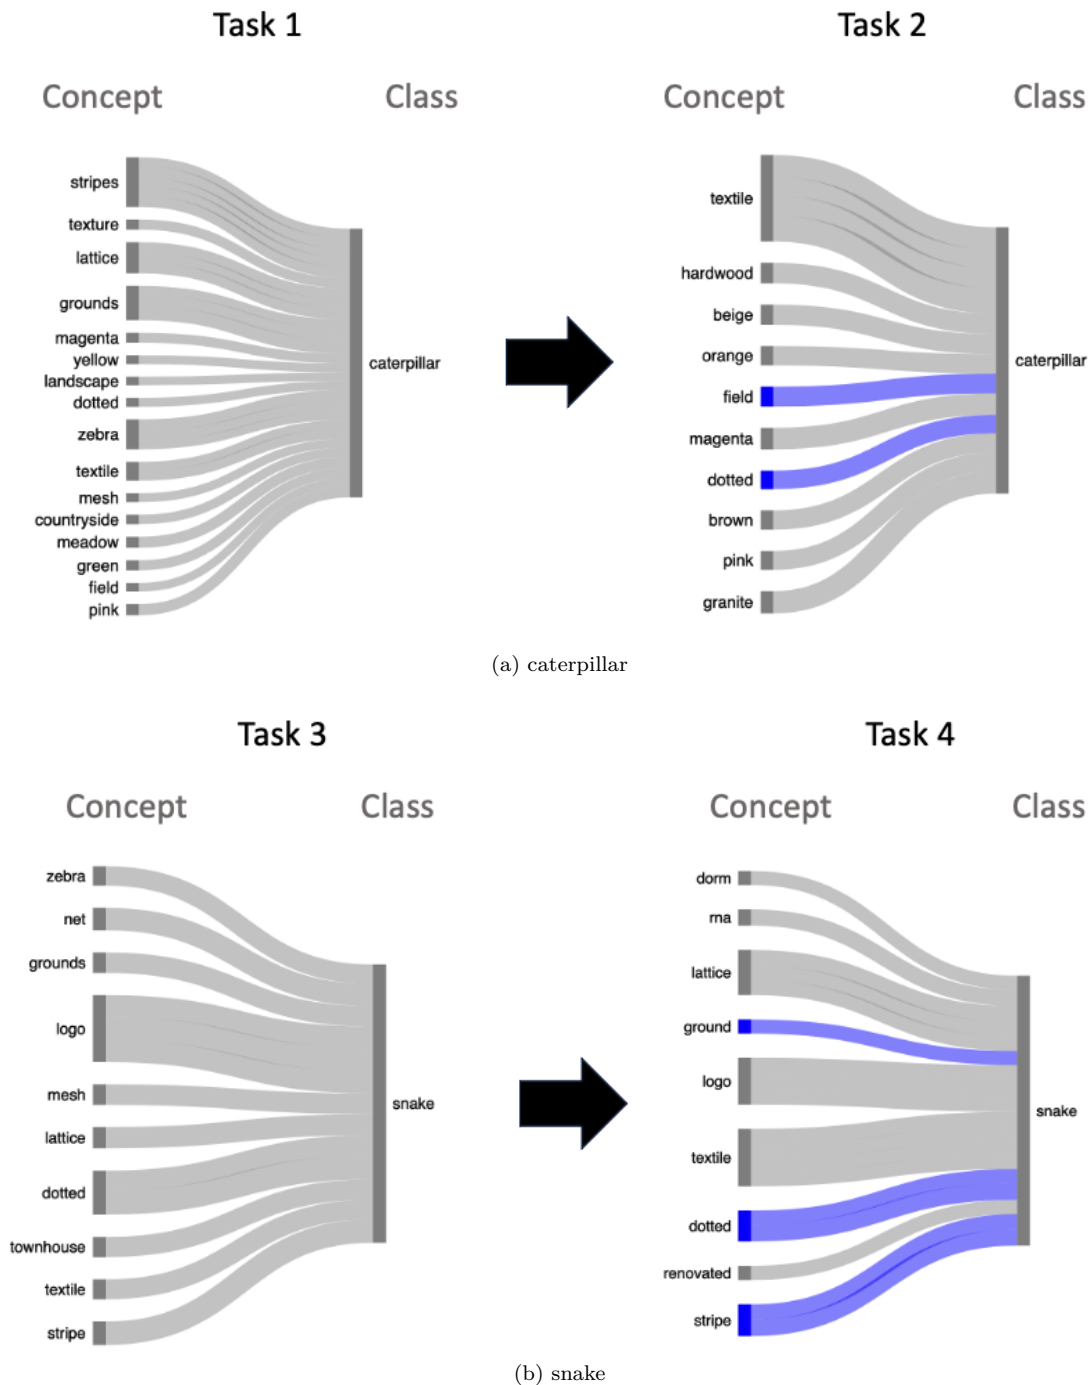 Task 1
Task 2
Concept
Class
Concept
Class
stripes
texture
lattice
grounds
magenta
yellow
landscape
dotted
zebra
textile
mesh
countryside
meadow
green
field
pink
caterpillar
textile
hardwood
beige
orange
field
magenta
dotted
brown
pink
granite
caterpillar
(a) caterpillar
Task 3
Task 4
Concept
Class
Concept
Class
zebra
net
grounds
logo
mesh
lattice
dotted
townhouse
textile
stripe
snake
dorm
rna
lattice
ground
logo
textile
dotted
renovated
stripe
snake
(b) snake